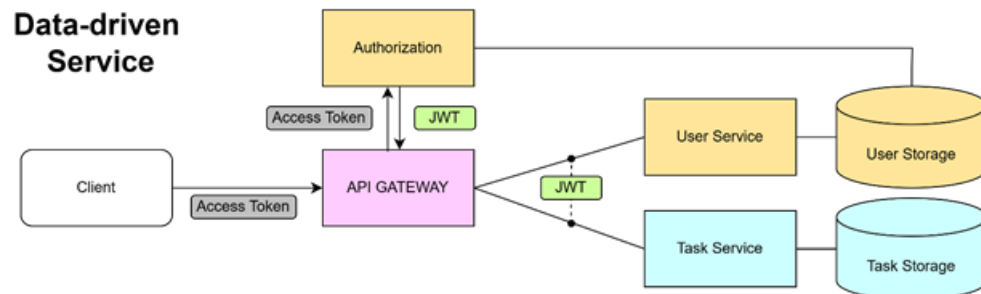 Data-driven
Service
Authorization
Access Token
JWT
Client
Access Token
API GATEWAY
JWT
User Service
User Storage
Task Service
Task Storage